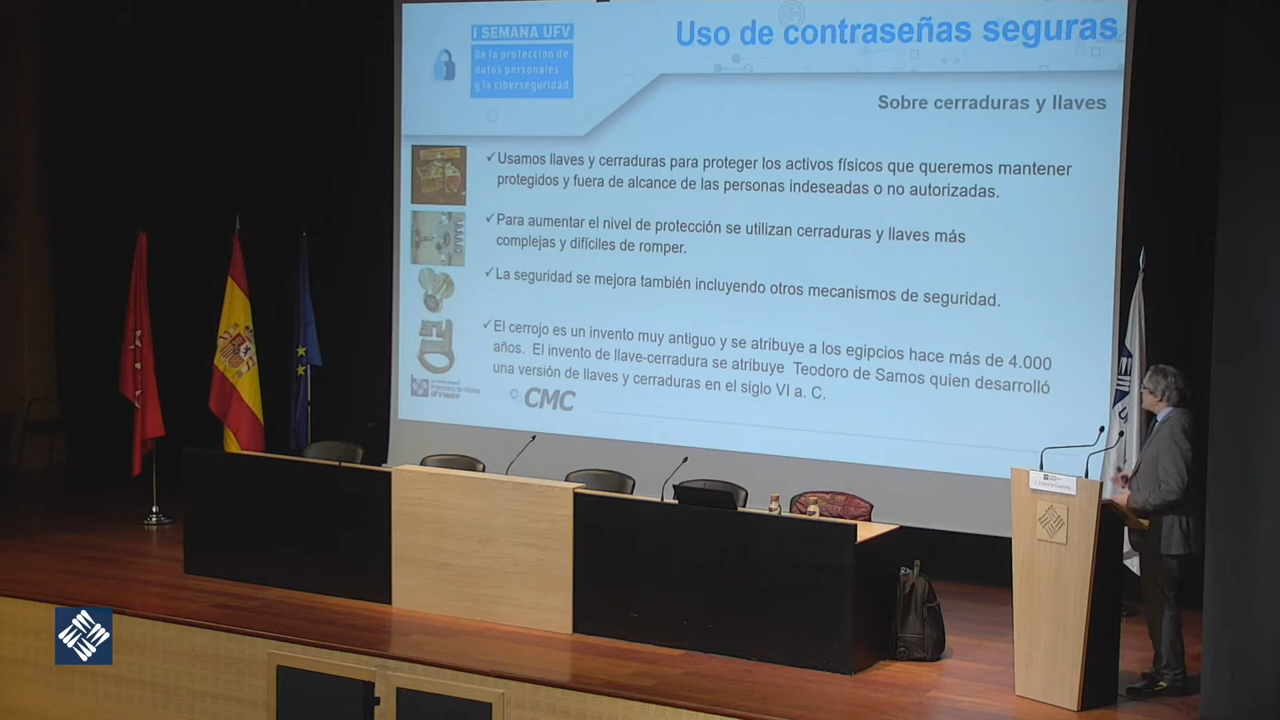 I SEMANA UFV
De la protección de
datos personales
y la ciberseguridad
Uso de contraseñas seguras
Sobre cerraduras y llaves
✓Usamos llaves y cerraduras para proteger los activos físicos que queremos mantener
protegidos y fuera de alcance de las personas indeseadas o no autorizadas.
✓Para aumentar el nivel de protección se utilizan cerraduras y llaves más
complejas y difíciles de romper.
✓La seguridad se mejora también incluyendo otros mecanismos de seguridad.
✓El cerrojo es un invento muy antiguo y se atribuye a los egipcios hace más de 4.000
años. El invento de llave-cerradura se atribuye Teodoro de Samos quien desarrolló
una versión de llaves y cerraduras en el siglo VI a. C.
Francisco de Vitoria
UFV Madrid
CMC